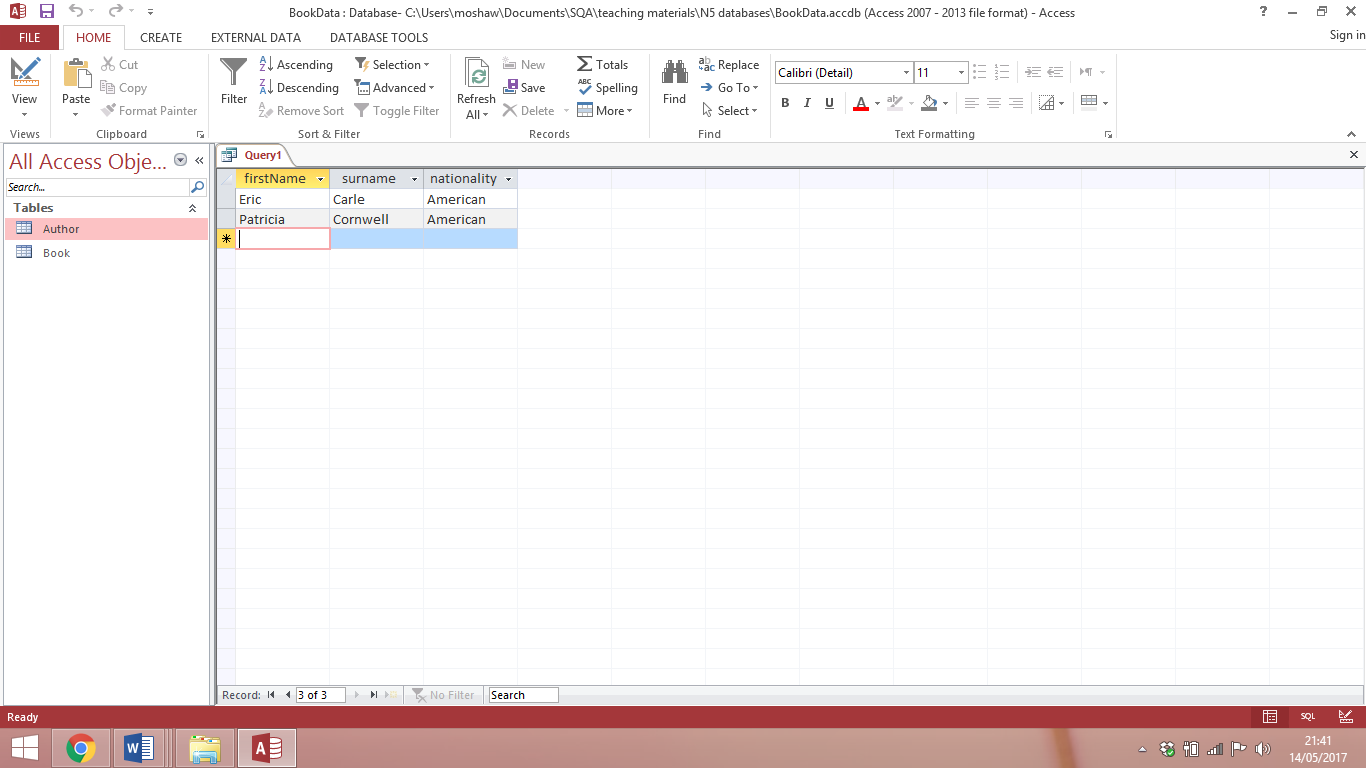 BookData : Database- C:\Users\moshaw\Documents\SQA\teaching materials\N5 databases\BookData.accdb (Access 2007 - 2013 file format) - Access
FILE HOME CREATE EXTERNAL DATA DATABASE TOOLS Sign in
View
Views
Paste
Cut
Copy
Format Painter
Clipboard
Filter
Ascending
Descending
Remove Sort
Selection
Advanced
Toggle Filter
Sort & Filter
Refresh
All
New
Save
Delete
Totals
Spelling
More
Records
Find
Replace
Go To
Select
Find
Calibri (Detail) 11
B I U A
Text Formatting
All Access Obje...
Search...
Tables
Author
Book
Query1
firstName surname nationality
Eric Carle American
Patricia Cornwell American
Record: 3 of 3 No Filter Search
Ready SQL
21:41
14/05/2017